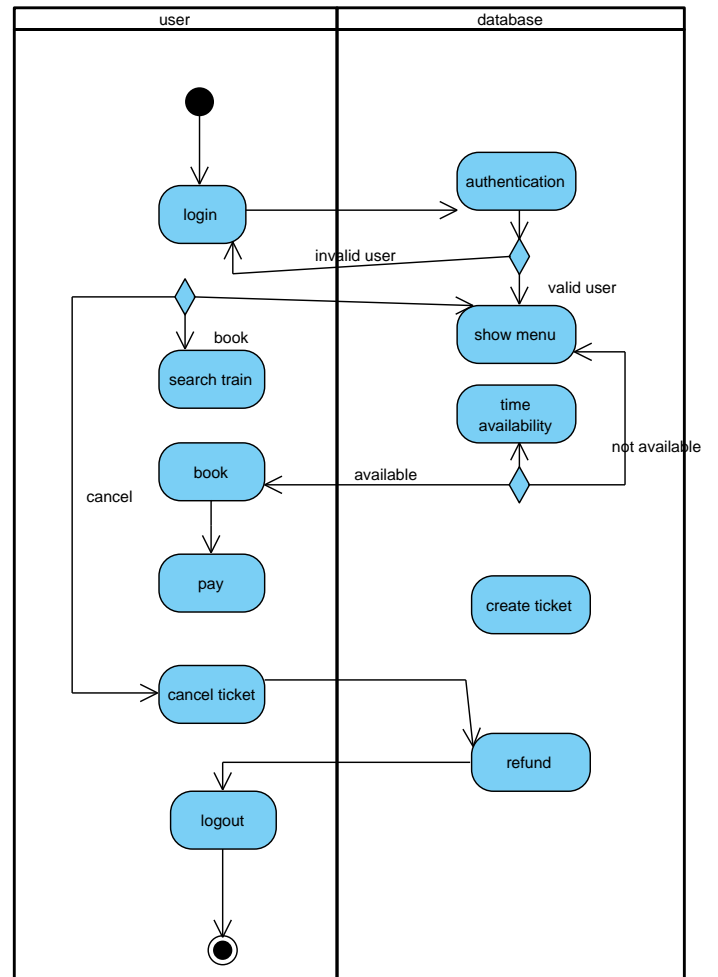 user
database
authentication
login
invalid user
valid user
show menu
book
search train
time
availability
not available
book
available
cancel
pay
create ticket
cancel ticket
refund
logout